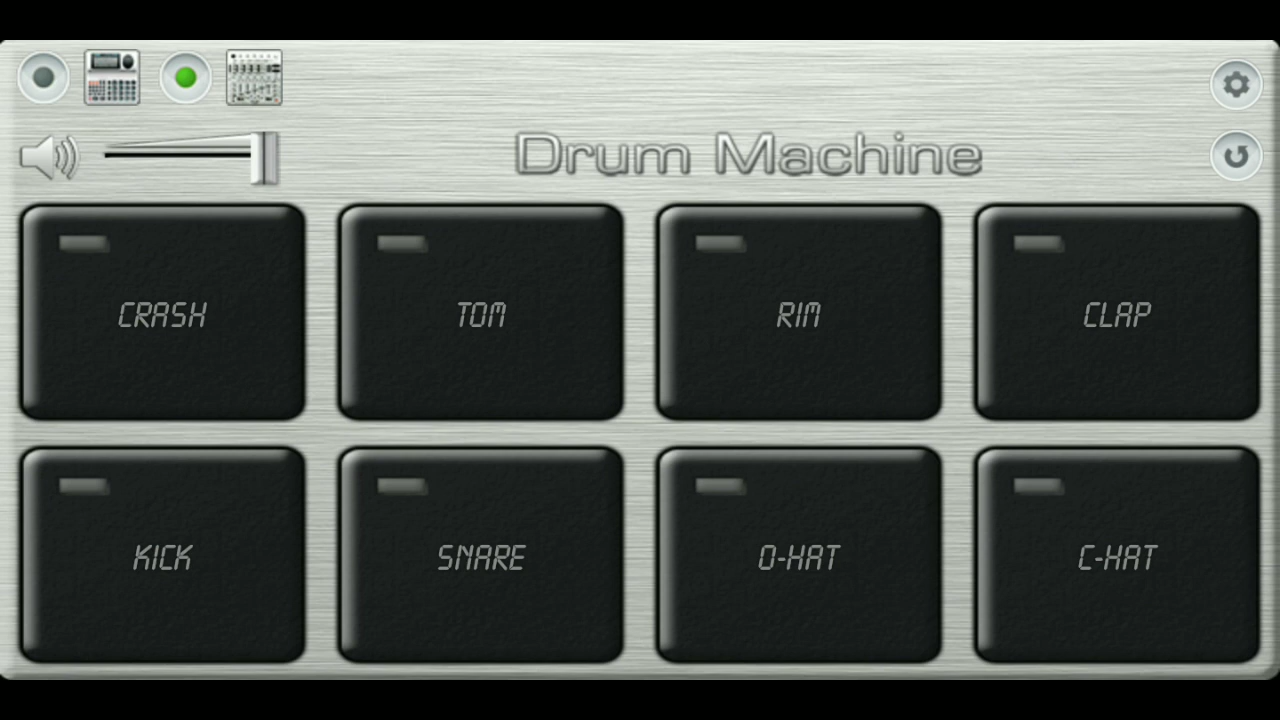 Drum Machine
CRASH
TOM
RIM
CLAP
KICK
SNARE
O-HAT
C-HAT